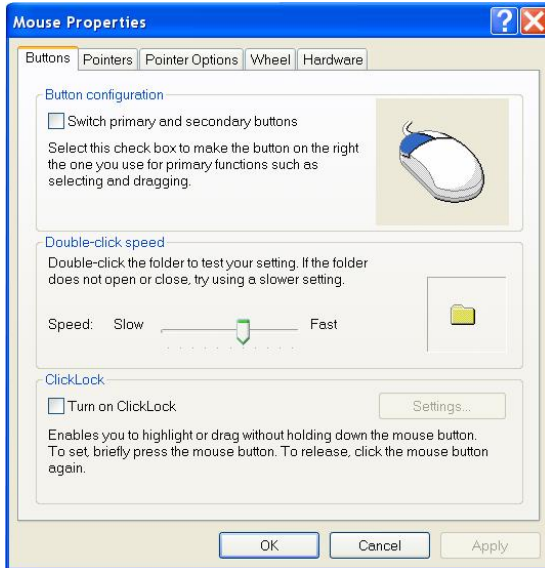 Mouse Properties
?
X
Buttons Pointers Pointer Options Wheel Hardware
Button configuration
Switch primary and secondary buttons
Select this check box to make the button on the right
the one you use for primary functions such as
selecting and dragging.
Double-click speed
Double-click the folder to test your setting. If the folder
does not open or close, try using a slower setting.
Speed: Slow Fast
ClickLock
Turn on ClickLock Settings...
Enables you to highlight or drag without holding down the mouse button.
To set, briefly press the mouse button. To release, click the mouse button
again.
OK Cancel Apply